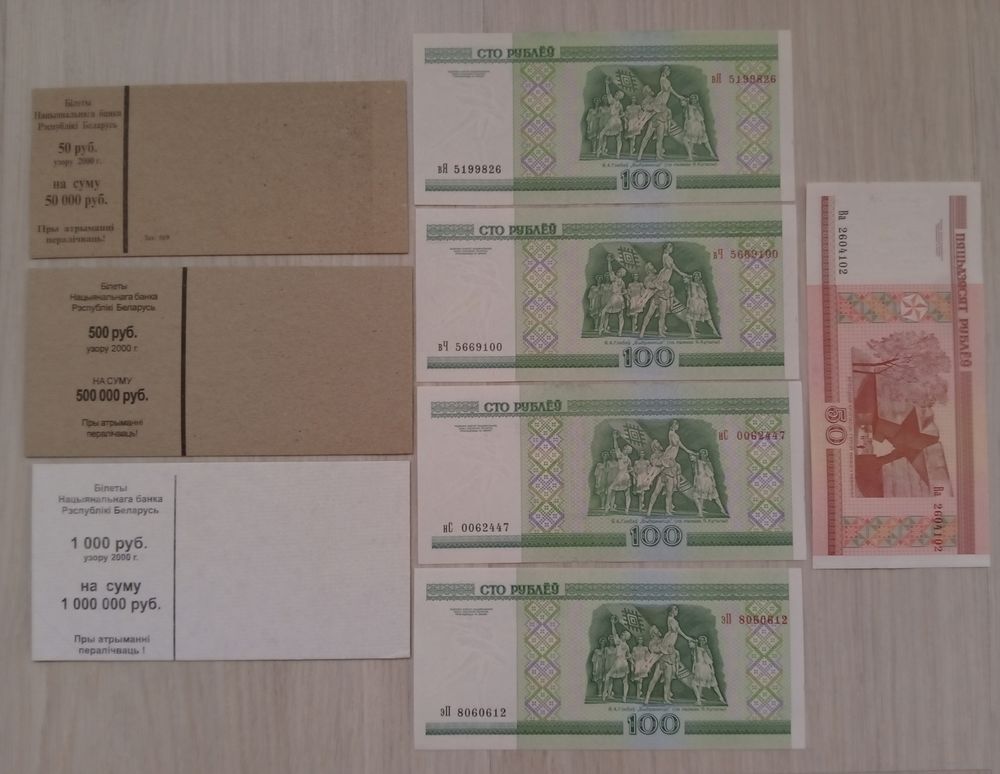 Білеты
Нацыянальнага банка
Рэспублікі Беларусь
50 руб.
узору 2000 г.
на суму
50 000 руб.
Пры атрыманні
пералічваць!
Білеты
Нацыянальнага банка
Рэспублікі Беларусь
500 руб.
узору 2000 г.
НА СУМУ
500 000 руб.
Пры атрыманні
пералічваць!
Білеты
Нацыянальнага банка
Рэспублікі Беларусь
1 000 руб.
узору 2000 г.
на суму
1 000 000 руб.
Пры атрыманні
пералічваць !
СТО РУБЛЁЎ
вЯ 5199826
вЯ 5199826
100
СТО РУБЛЁЎ
вЧ 5669100
вЧ 5669100
100
СТО РУБЛЁЎ
нС 0062447
нС 0062447
100
СТО РУБЛЁЎ
эП 8060612
эП 8060612
100
ПЯЦЬДЗЕСЯТ РУБЛЁЎ
Ва 2604102
50
Ва 2604102